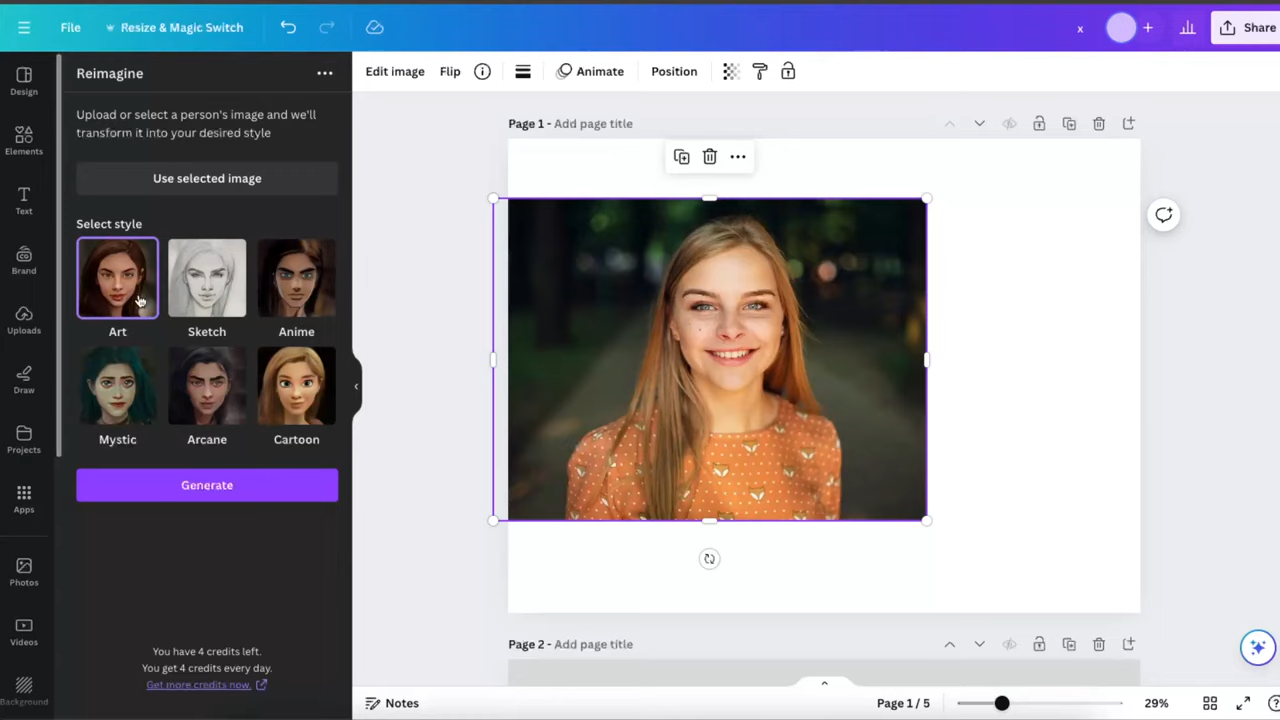 File
Resize & Magic Switch
x
+
Share
Design
Elements
Text
Brand
Uploads
Draw
Projects
Apps
Photos
Videos
Background
Reimagine
Upload or select a person's image and we'll
transform it into your desired style
Use selected image
Select style
Art
Sketch
Anime
Mystic
Arcane
Cartoon
Generate
You have 4 credits left.
You get 4 credits every day.
Get more credits now.
Edit image
Flip
Animate
Position
Page 1 - Add page title
Page 2 - Add page title
Notes
Page 1 / 5
29%